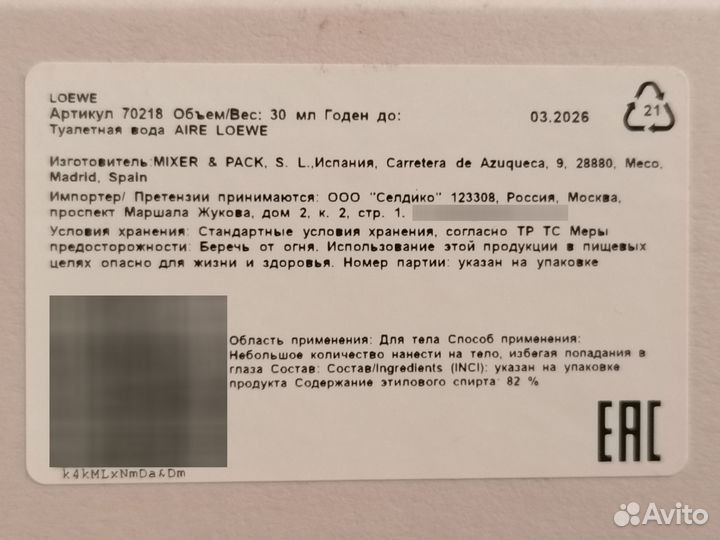 LOEWE
Артикул 70218 Объем/Вес: 30 мл Годен до: 03.2026
Туалетная вода AIRE LOEWE
21
Изготовитель:MIXER & PACK, S. L.,Испания, Carretera de Azuqueca, 9, 28880, Meco,
Madrid, Spain
Импортер/ Претензии принимаются: ООО "Селдико" 123308, Россия, Москва,
проспект Маршала Жукова, дом 2, к. 2, стр. 1.
Условия хранения: Стандартные условия хранения, согласно ТР ТС Меры
предосторожности: Беречь от огня. Использование этой продукции в пищевых
целях опасно для жизни и здоровья. Номер партии: указан на упаковке
Область применения: Для тела Способ применения:
Небольшое количество нанести на тело, избегая попадания в
глаза Состав: Состав/Ingredients (INCI): указан на упаковке
продукта Содержание этилового спирта: 82 %
k4kMLxNmDa&Dm
EAC
Avito